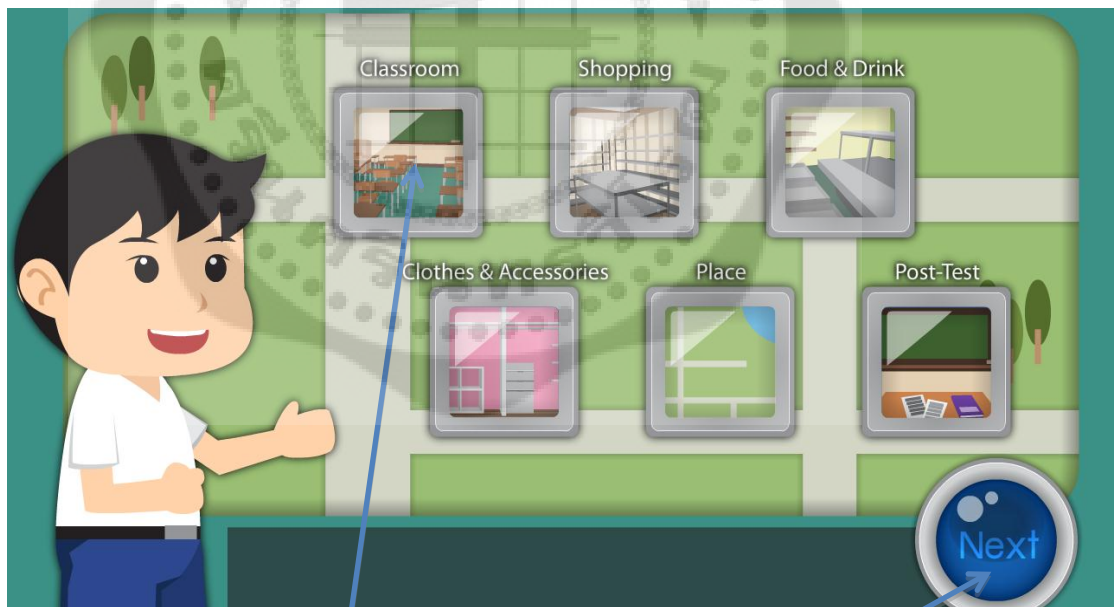 Classroom
Shopping
Food & Drink
Clothes & Accessories
Place
Post-Test
Next